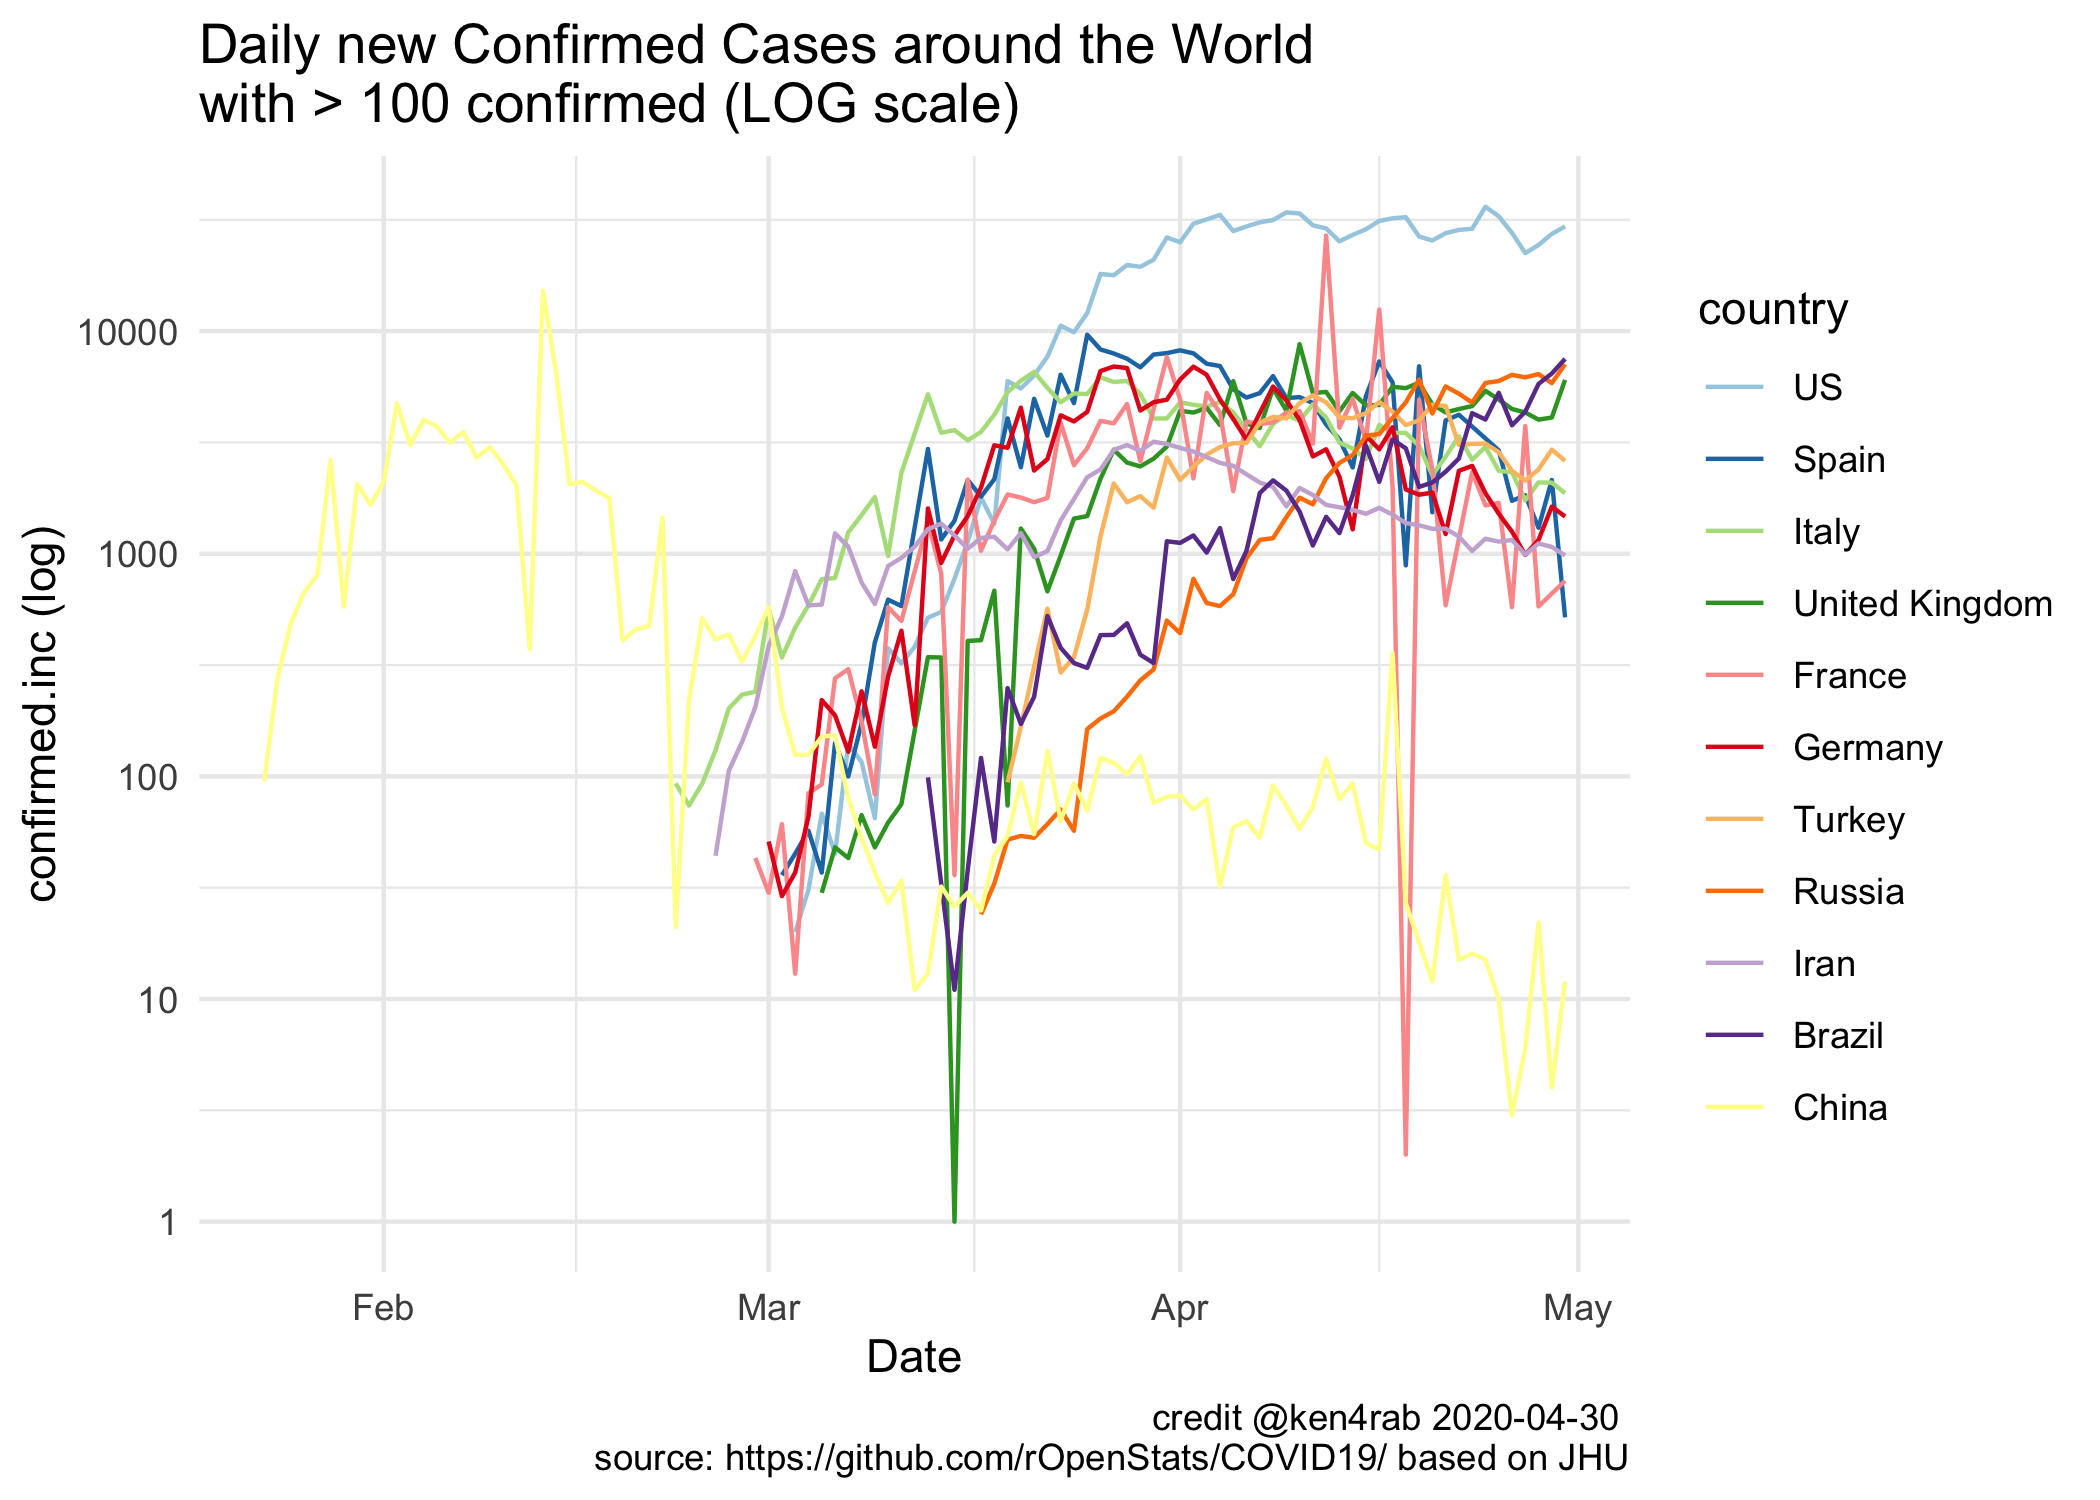 Daily new Confirmed Cases around the World
with > 100 confirmed (LOG scale)
confirmed.inc (log)
10000
1000
100
10
1
Feb
Mar
Apr
May
Date
country
US
Spain
Italy
United Kingdom
France
Germany
Turkey
Russia
Iran
Brazil
China
credit @ken4rab 2020-04-30
source: https://github.com/rOpenStats/COVID19/ based on JHU